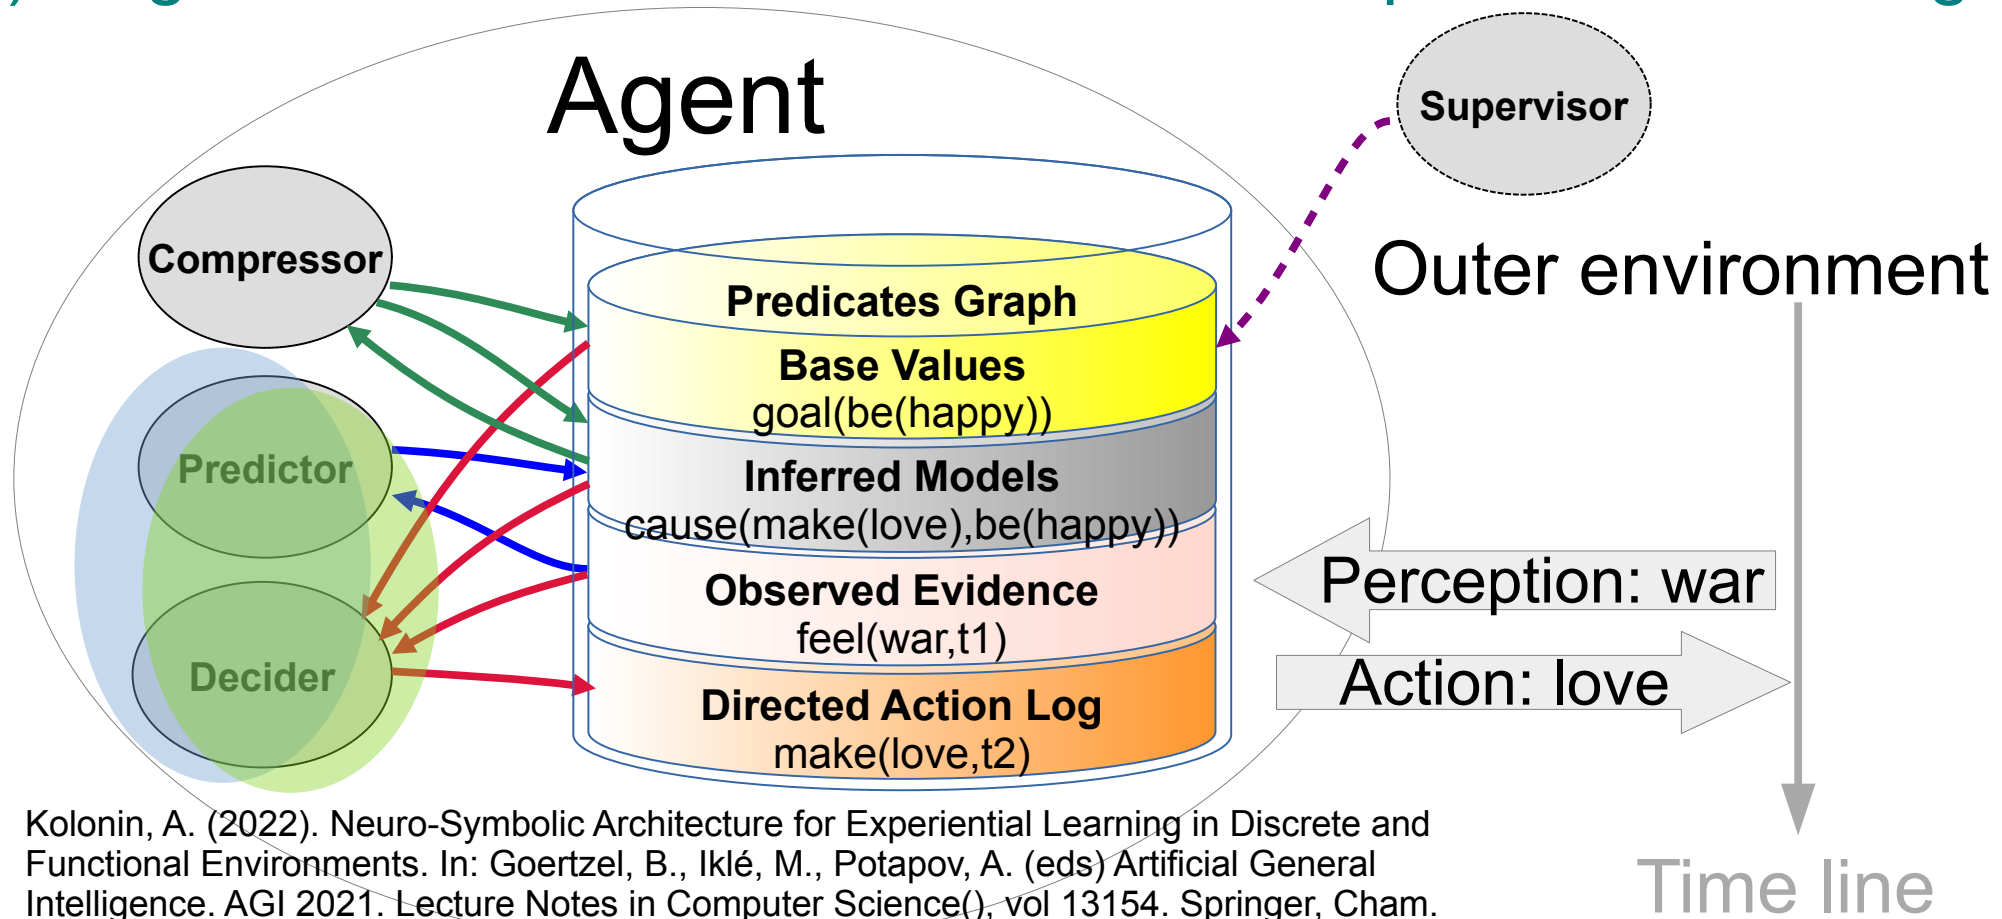 Agent
Supervisor
Compressor
Outer environment
Predicates Graph
Base Values
goal(be(happy))
Predictor
Inferred Models
cause(make(love),be(happy))
Perception: war
Observed Evidence
feel(war,t1)
Action: love
Decider
Directed Action Log
make(love,t2)
Kolonin, A. (2022). Neuro-Symbolic Architecture for Experiential Learning in Discrete and
Functional Environments. In: Goertzel, B., Iklé, M., Potapov, A. (eds) Artificial General
Intelligence. AGI 2021. Lecture Notes in Computer Science(), vol 13154. Springer, Cham.
Time line